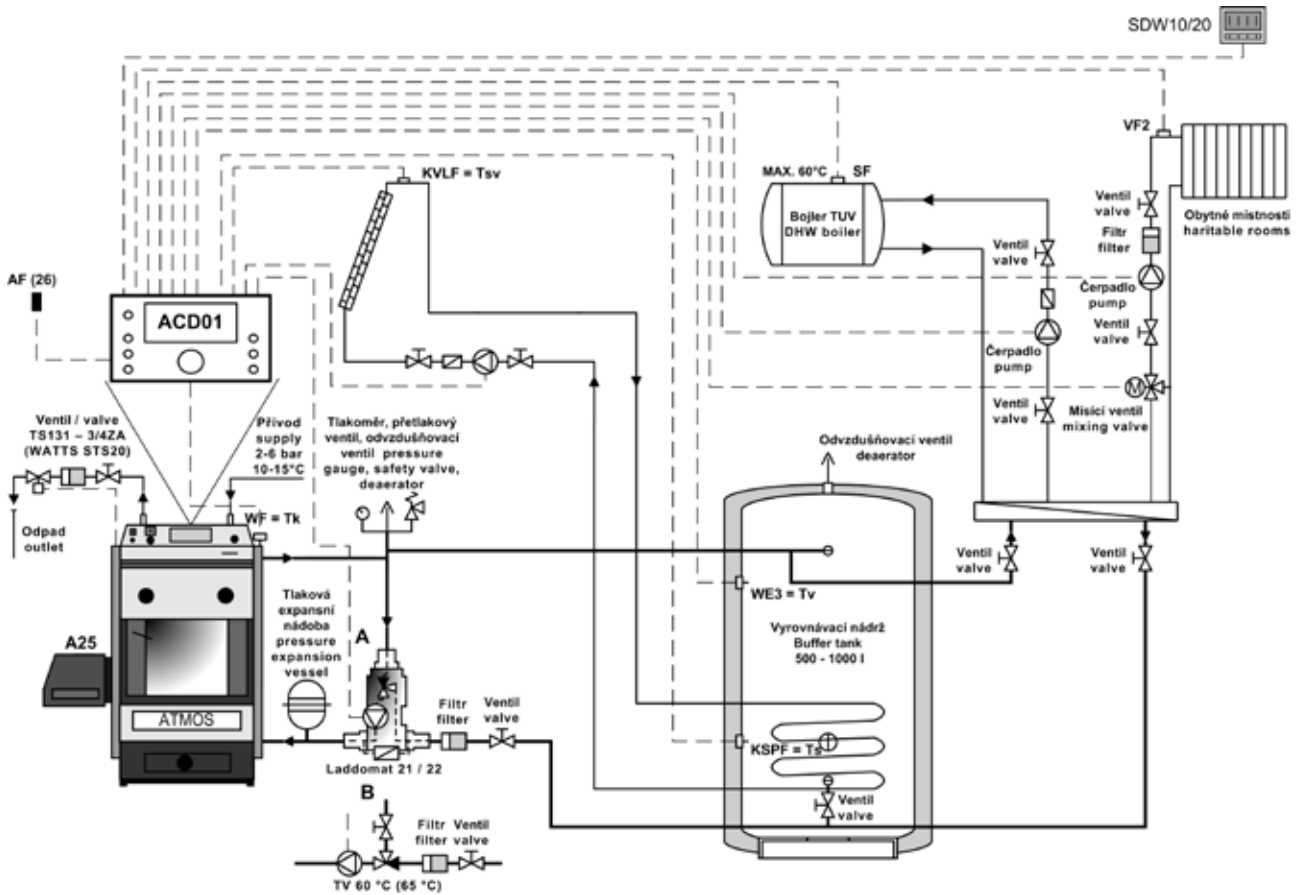 SDW10/20
VF2
KVLF = Tsv
MAX. 60°C
SF
Bojler TUV
DHW boiler
Ventil
valve
Filtr
filter
Čerpadlo
pump
Ventil
valve
Misící ventil
mixing valve
Obytné místnosti
haritable rooms
Ventil
valve
Čerpadlo
pump
Ventil
valve
AF (26)
ACD01
Ventil / valve
TS131 – 3/4ZA
(WATTS STS20)
Přívod
supply
2-6 bar
10-15°C
Tlakoměr, přetlakový
ventil, odvzdušňovací
ventil pressure
gauge, safety valve,
deaerator
Odvzdušňovací ventil
deaerator
Odpad
outlet
WF = Tk
Ventil
valve
Ventil
valve
WE3 = Tv
Vyrovnávací nádrž
Buffer tank
500 - 1000 l
Tlaková
expansní
nádoba
pressure
expansion
vessel
A
A25
ATMOS
Filtr
filter
Ventil
valve
KSPF = Ts
Laddomat 21 / 22
Ventil
valve
B
Filtr
filter
Ventil
valve
TV 60 °C (65 °C)
M